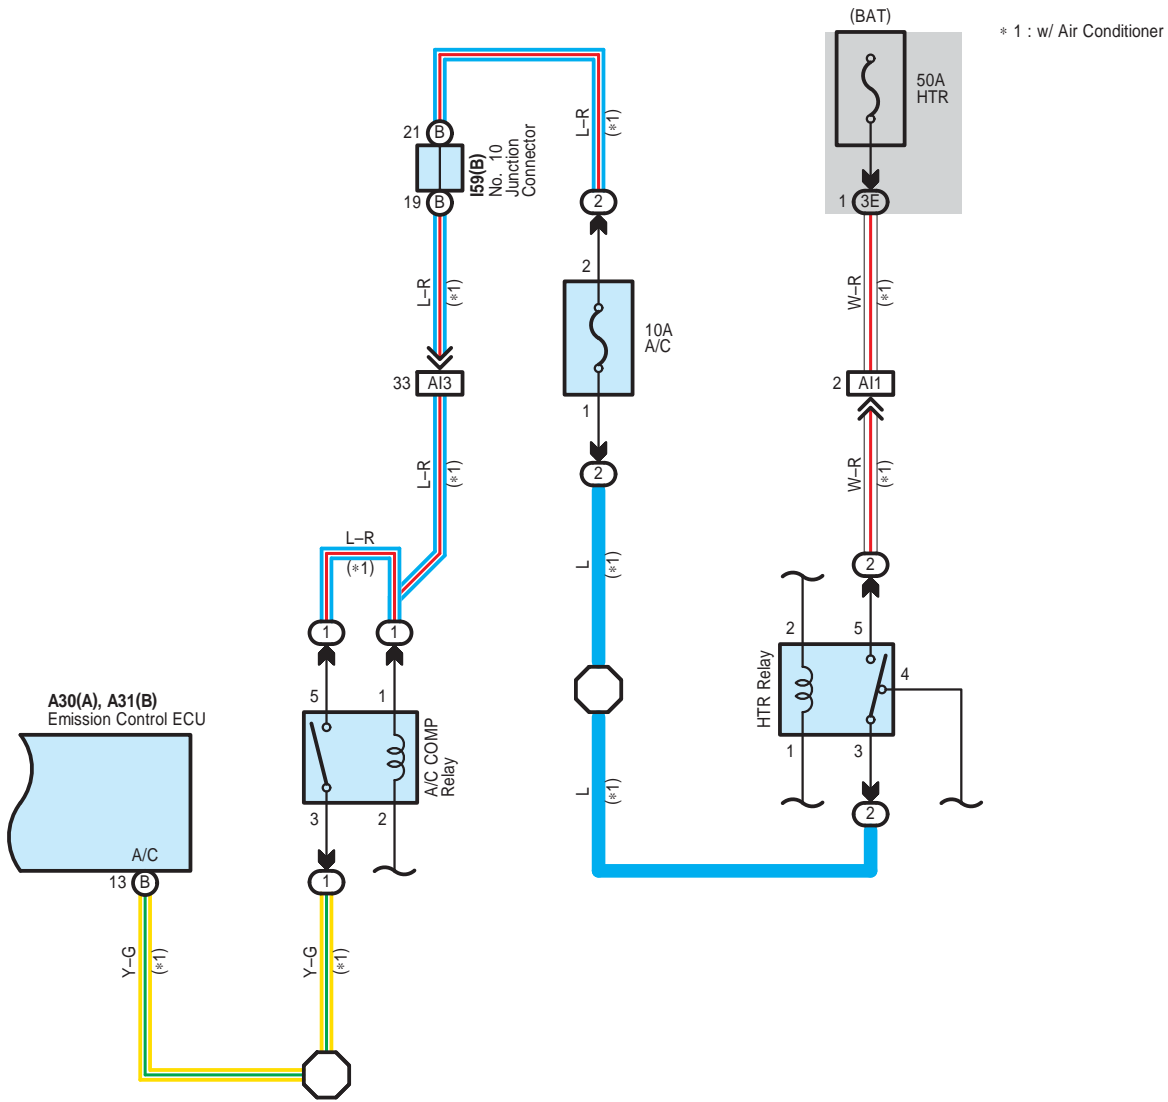 (BAT)
* 1 : w/ Air Conditioner
50A
HTR
1 3E
W–R
(*1)
2 AI1
W–R
(*1)
2
L–R
(*1)
21 B
I59(B)
No. 10
Junction
Connector
19 B
L–R
(*1)
33 AI3
L–R
(*1)
L–R
(*1)
2
2
10A
A/C
1
2
L
(*1)
L
(*1)
1
1
5
1
A/C COMP
Relay
3
2
1
Y–G
(*1)
2
5
4
HTR Relay
1
3
2
A30(A), A31(B)
Emission Control ECU
A/C
13 B
Y–G
(*1)